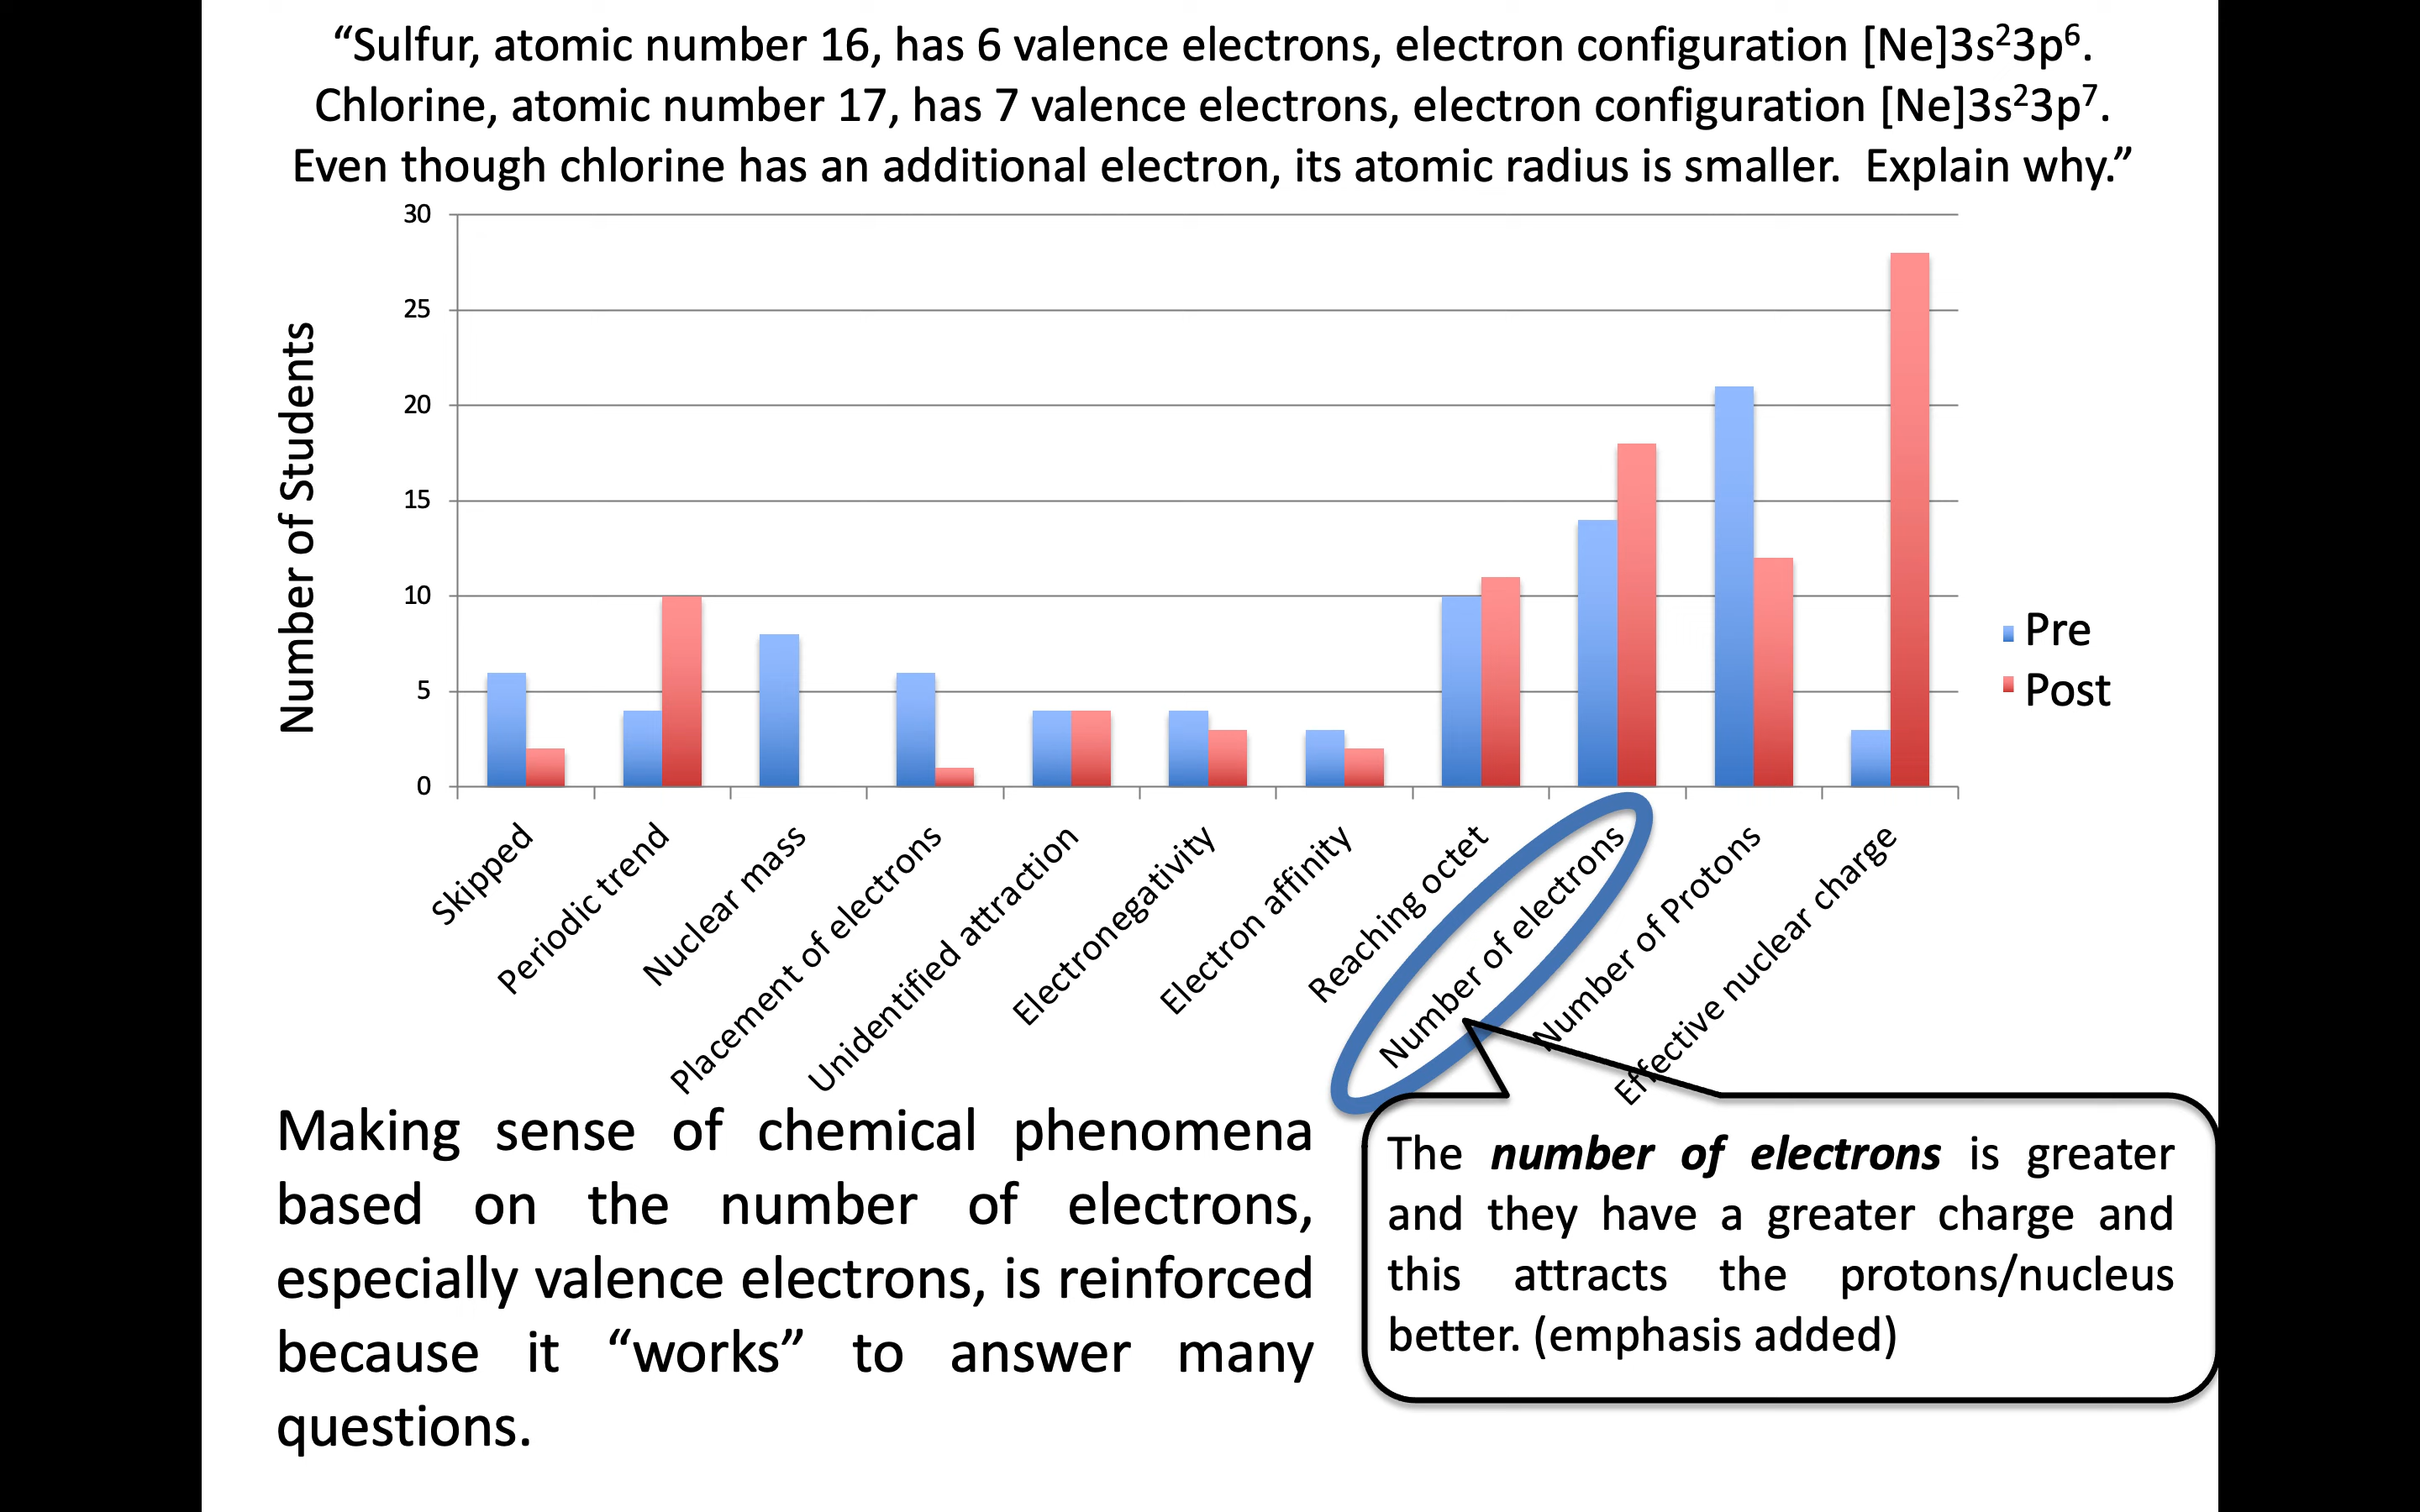 “Sulfur, atomic number 16, has 6 valence electrons, electron configuration [Ne]3s²3p⁶.
Chlorine, atomic number 17, has 7 valence electrons, electron configuration [Ne]3s²3p⁷.
Even though chlorine has an additional electron, its atomic radius is smaller.  Explain why.”
Number of Students
30
25
20
15
10
5
0
Pre
Post
Skipped
Periodic trend
Nuclear mass
Placement of electrons
Unidentified attraction
Electronegativity
Electron affinity
Reaching octet
Number of electrons
Number of Protons
Effective nuclear charge
Making sense of chemical phenomena
based on the number of electrons,
especially valence electrons, is reinforced
because it “works” to answer many
questions.
The number of electrons is greater
and they have a greater charge and
this attracts the protons/nucleus
better. (emphasis added)